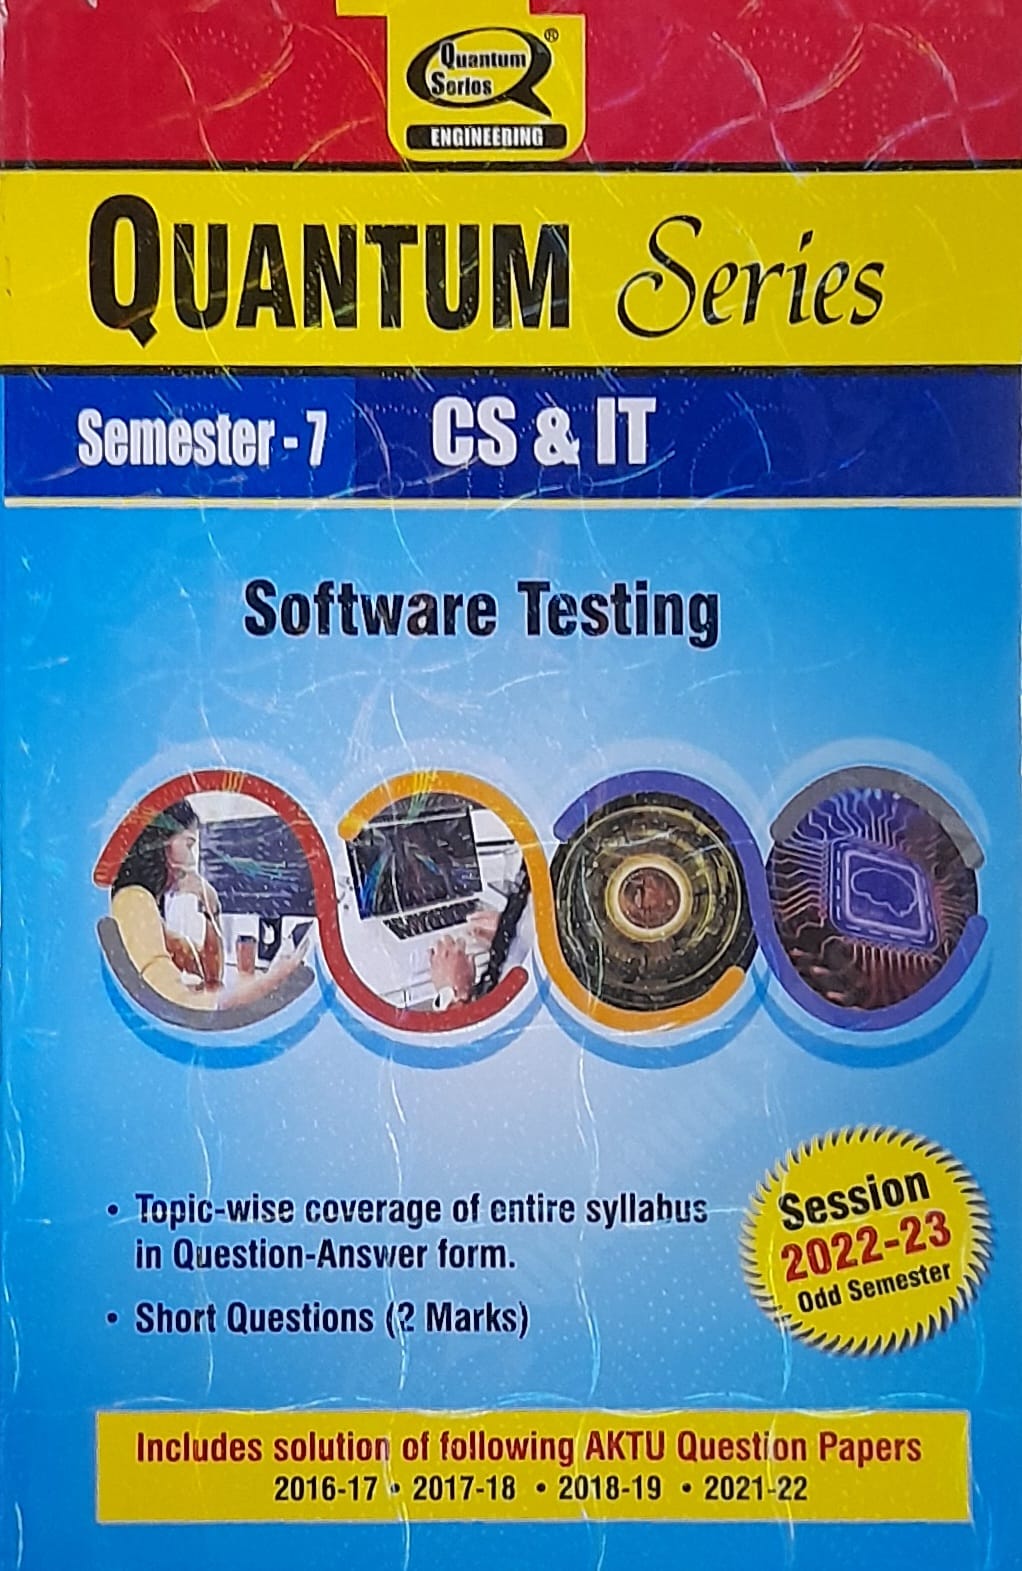 Quantum
Series
ENGINEERING
QUANTUM Series
Semester - 7 CS & IT
Software Testing
• Topic-wise coverage of entire syllabus
in Question-Answer form.
• Short Questions (2 Marks)
Session
2022-23
Odd Semester
Includes solution of following AKTU Question Papers
2016-17 • 2017-18 • 2018-19 • 2021-22